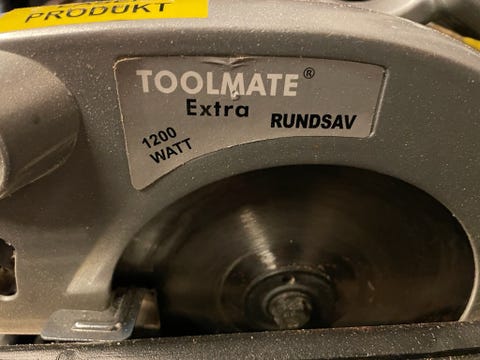 PRODUKT
TOOLMATE®
Extra
RUNDSAV
1200
WATT